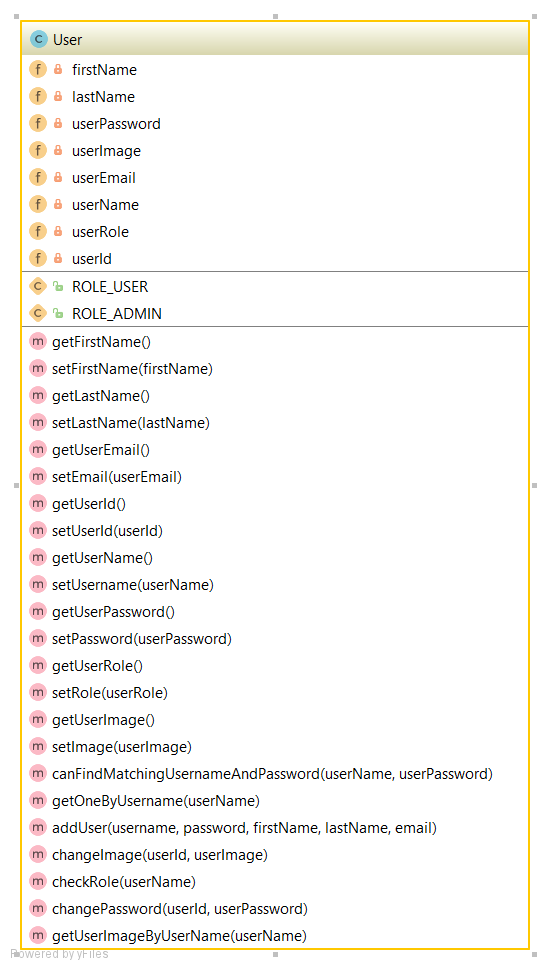 C User
f firstName
f lastName
f userPassword
f userImage
f userEmail
f userName
f userRole
f userId
C ROLE_USER
C ROLE_ADMIN
m getFirstName()
m setFirstName(firstName)
m getLastName()
m setLastName(lastName)
m getUserEmail()
m setEmail(userEmail)
m getUserId()
m setUserId(userId)
m getUserName()
m setUsername(userName)
m getUserPassword()
m setPassword(userPassword)
m getUserRole()
m setRole(userRole)
m getUserImage()
m setImage(userImage)
m canFindMatchingUsernameAndPassword(userName, userPassword)
m getOneByUsername(userName)
m addUser(username, password, firstName, lastName, email)
m changeImage(userId, userImage)
m checkRole(userName)
m changePassword(userId, userPassword)
m getUserImageByUserName(userName)
Powered by yFiles